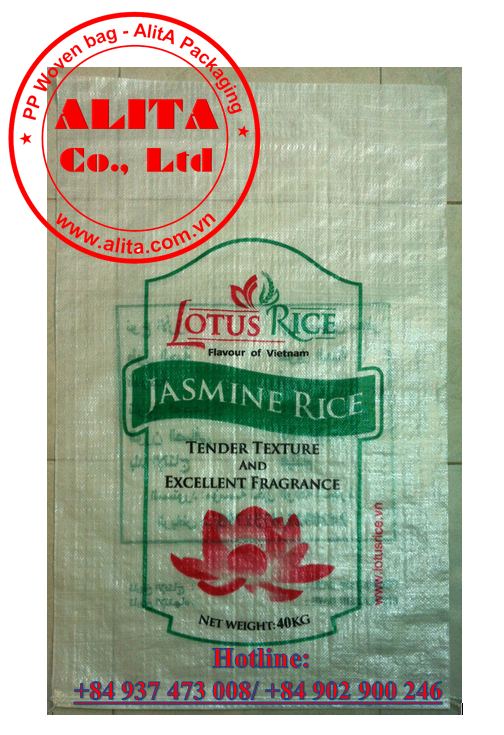 PP Woven bag - AlitA Packaging
ALITA
Co., Ltd
www.alita.com.vn
LOTUS RICE
Flavour of Vietnam
JASMINE RICE
TENDER TEXTURE
AND
EXCELLENT FRAGRANCE
www.lotusrice.vn
NET WEIGHT:40KG
Hotline:
+84 937 473 008/ +84 902 900 246